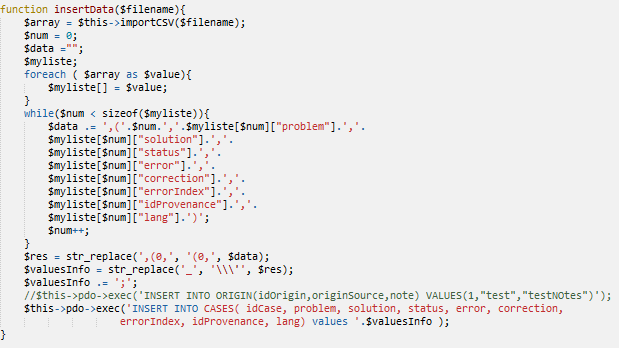 function insertData($filename){
$array = $this->importCSV($filename);
$num = 0;
$data ="";
$myliste;
foreach ( $array as $value){
$myliste[] = $value;
}
while($num < sizeof($myliste)){
$data .= ',('.$num.','.$myliste[$num]["problem"].','.
$myliste[$num]["solution"].','.
$myliste[$num]["status"].','.
$myliste[$num]["error"].','.
$myliste[$num]["correction"].','.
$myliste[$num]["errorIndex"].','.
$myliste[$num]["idProvenance"].','.
$myliste[$num]["lang"].')';
$num++;
}
$res = str_replace(',(0,', '(0,', $data);
$valuesInfo = str_replace('_', '\\\'', $res);
$valuesInfo .= ';';
//$this->pdo->exec('INSERT INTO ORIGIN(idOrigin,originSource,note) VALUES(1,"test","testNOtes")');
$this->pdo->exec('INSERT INTO CASES( idCase, problem, solution, status, error, correction,
errorIndex, idProvenance, lang) values '.$valuesInfo );
}